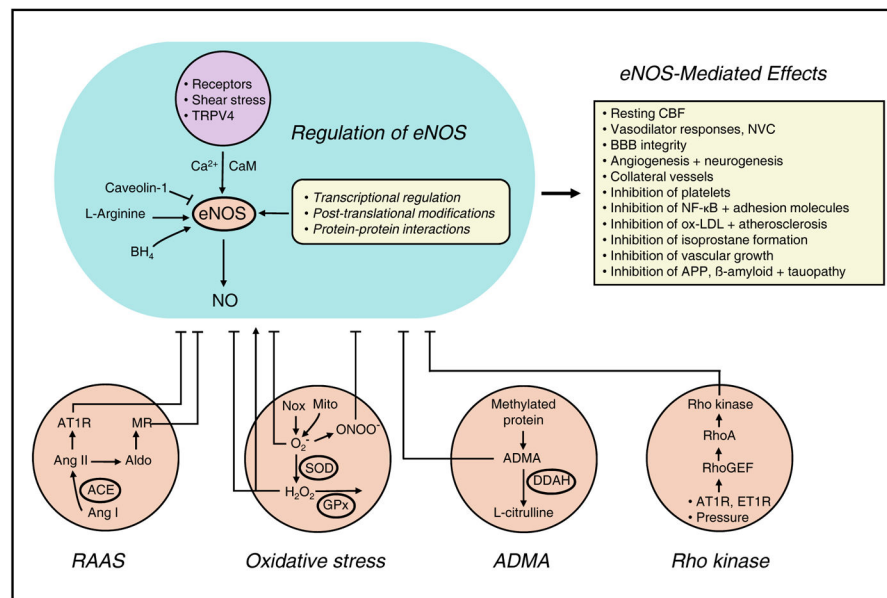 • Receptors
• Shear stress
• TRPV4
Regulation of eNOS
Ca²⁺ CaM
Caveolin-1
L-Arginine
eNOS
BH₄
NO
• Transcriptional regulation
• Post-translational modifications
• Protein-protein interactions
eNOS-Mediated Effects
• Resting CBF
• Vasodilator responses, NVC
• BBB integrity
• Angiogenesis + neurogenesis
• Collateral vessels
• Inhibition of platelets
• Inhibition of NF-κB + adhesion molecules
• Inhibition of ox-LDL + atherosclerosis
• Inhibition of isoprostane formation
• Inhibition of vascular growth
• Inhibition of APP, ß-amyloid + tauopathy
AT1R MR
Ang II Aldo
ACE
Ang I
RAAS
Nox Mito
O₂⁻ ONOO⁻
SOD
H₂O₂
GPx
Oxidative stress
Methylated
protein
ADMA
DDAH
L-citrulline
ADMA
Rho kinase
RhoA
RhoGEF
• AT1R, ET1R
• Pressure
Rho kinase